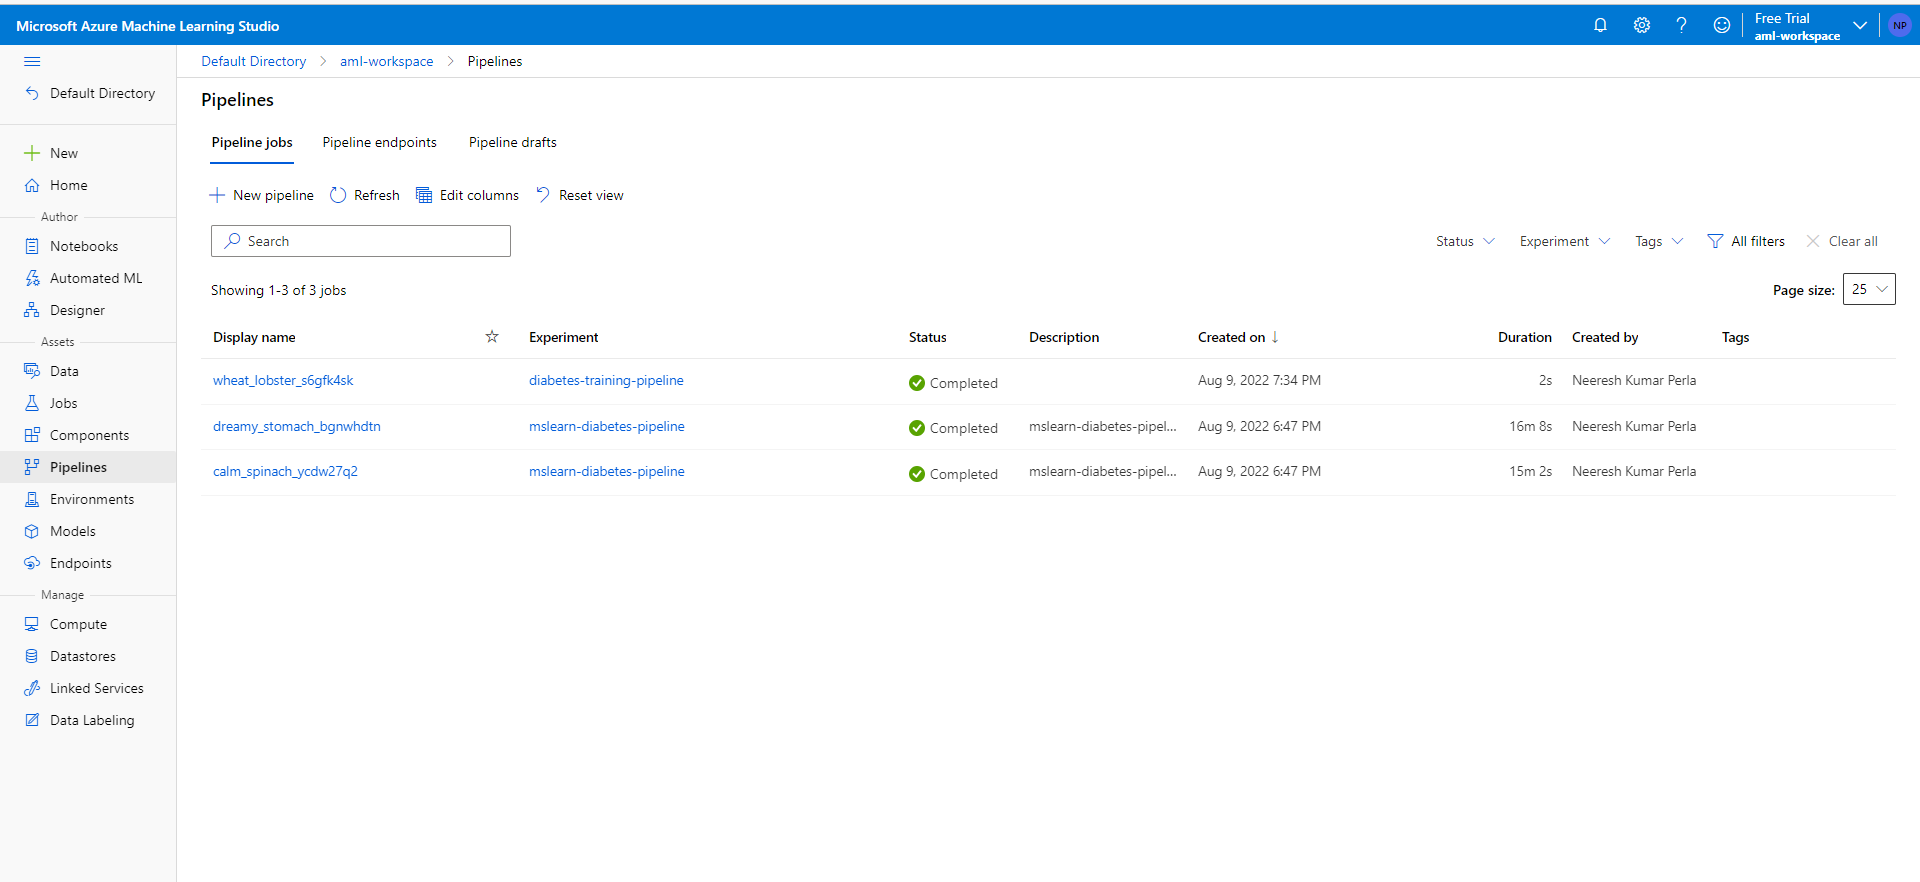 Microsoft Azure Machine Learning Studio
Free Trial
aml-workspace
NP
Default Directory
Default Directory > aml-workspace > Pipelines
Pipelines
Pipeline jobs Pipeline endpoints Pipeline drafts
New
Home
Author
Notebooks
Automated ML
Designer
Assets
Data
Jobs
Components
Pipelines
Environments
Models
Endpoints
Manage
Compute
Datastores
Linked Services
Data Labeling
New pipeline Refresh Edit columns Reset view
Search
Status Experiment Tags All filters Clear all
Showing 1-3 of 3 jobs
Page size: 25
Display name Experiment Status Description Created on Duration Created by Tags
wheat_lobster_s6gfk4sk diabetes-training-pipeline Completed Aug 9, 2022 7:34 PM 2s Neeresh Kumar Perla
dreamy_stomach_bgnwhdtn mslearn-diabetes-pipeline Completed mslearn-diabetes-pipel... Aug 9, 2022 6:47 PM 16m 8s Neeresh Kumar Perla
calm_spinach_ycdw27q2 mslearn-diabetes-pipeline Completed mslearn-diabetes-pipel... Aug 9, 2022 6:47 PM 15m 2s Neeresh Kumar Perla